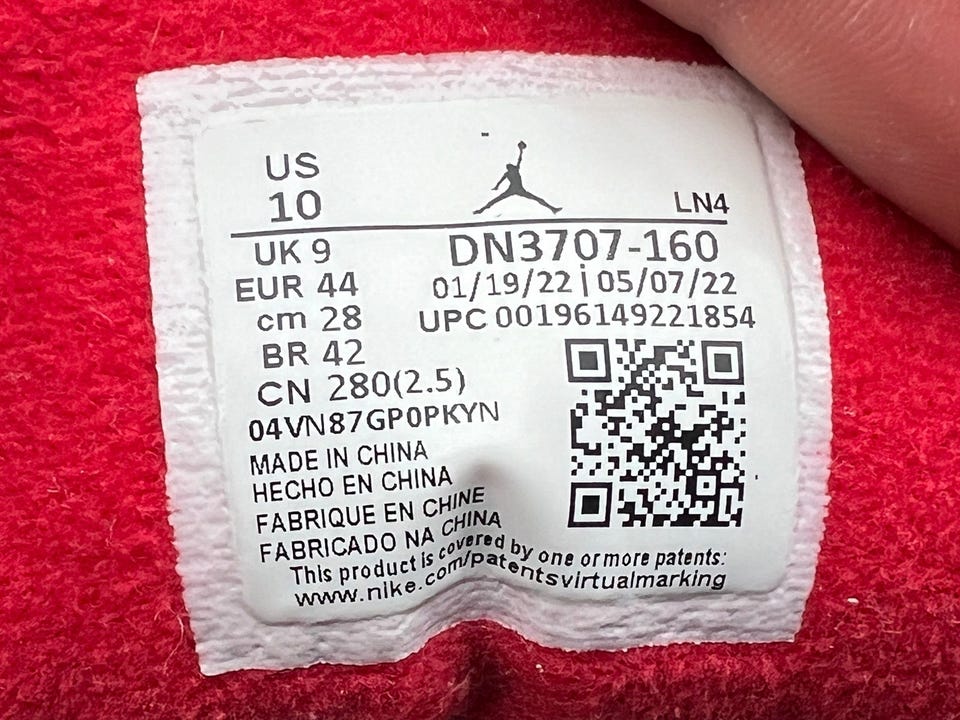 US
10
LN4
UK 9
DN3707-160
EUR 44
01/19/22 | 05/07/22
cm 28
UPC 00196149221854
BR 42
CN 280(2.5)
04VN87GP0PKYN
MADE IN CHINA
HECHO EN CHINA
FABRIQUE EN CHINE
FABRICADO NA CHINA
This product is covered by one or more patents:
www.nike.com/patentsvirtualmarking